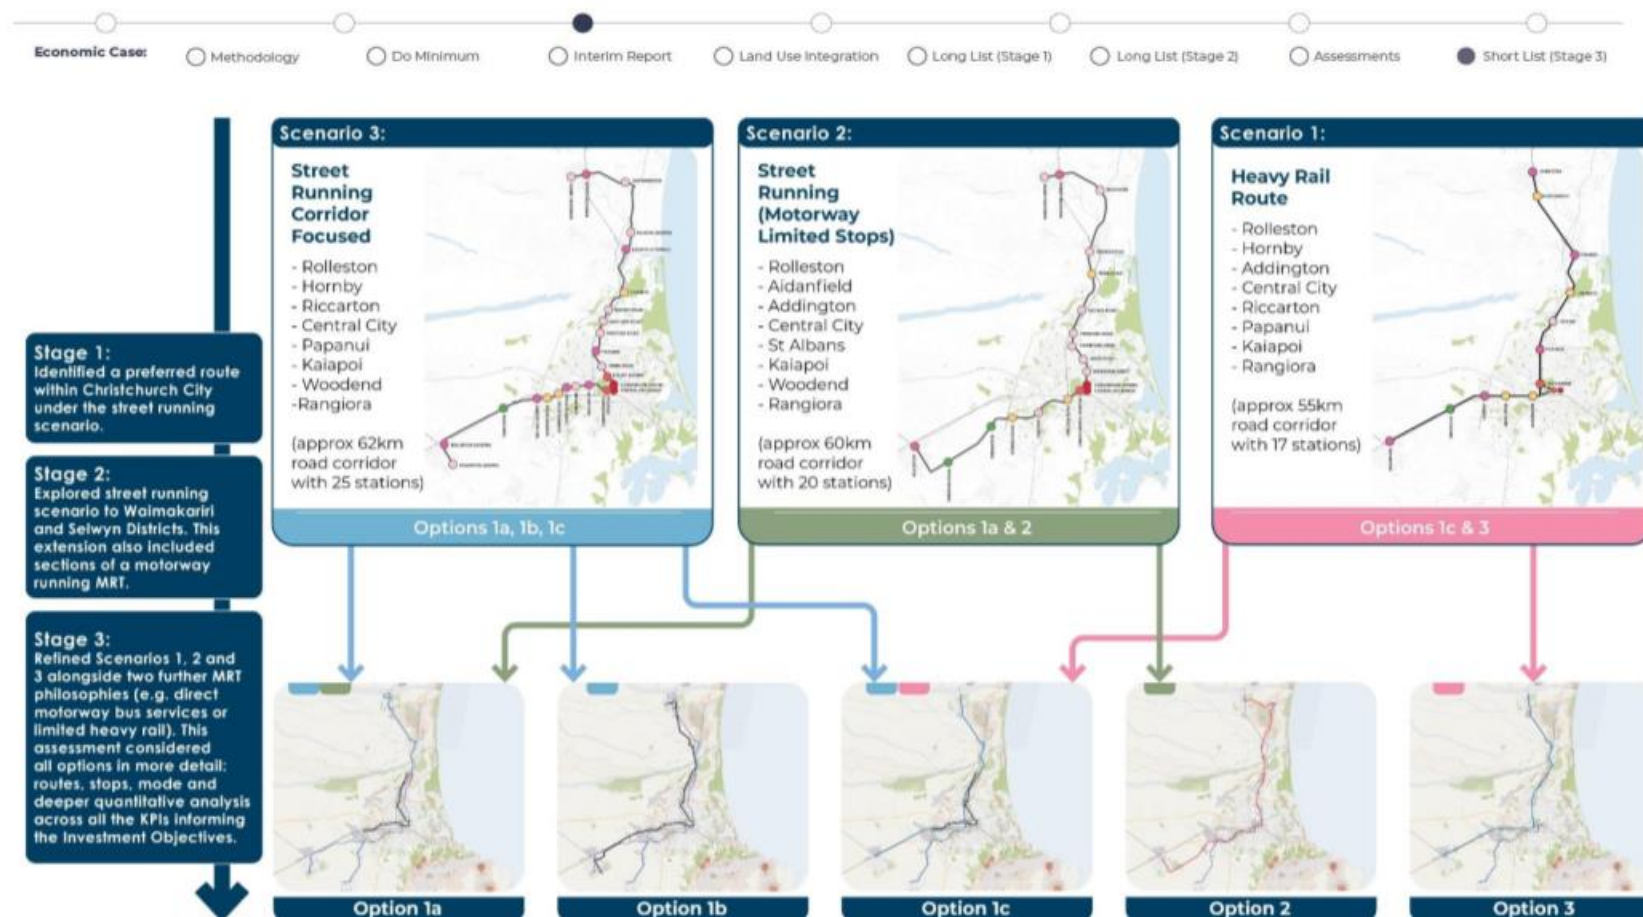 Economic Case:
Methodology
Do Minimum
Interim Report
Land Use Integration
Long List (Stage 1)
Long List (Stage 2)
Assessments
Short List (Stage 3)
Stage 1:
Identified a preferred route
within Christchurch City
under the street running
scenario.
Stage 2:
Explored street running
scenario to Waimakariri
and Selwyn Districts. This
extension also included
sections of a motorway
running MRT.
Stage 3:
Refined Scenarios 1, 2 and
3 alongside two further MRT
philosophies (e.g. direct
motorway bus services or
limited heavy rail). This
assessment considered
all options in more detail:
routes, stops, mode and
deeper quantitative analysis
across all the KPIs informing
the Investment Objectives.
Scenario 3:
Street
Running
Corridor
Focused
- Rolleston
- Hornby
- Riccarton
- Central City
- Papanui
- Kaiapoi
- Woodend
-Rangiora
(approx 62km
road corridor
with 25 stations)
Options 1a, 1b, 1c
Scenario 2:
Street
Running
(Motorway
Limited Stops)
- Rolleston
- Aidanfield
- Addington
- Central City
- St Albans
- Kaiapoi
- Woodend
- Rangiora
(approx 60km
road corridor
with 20 stations)
Options 1a & 2
Scenario 1:
Heavy Rail
Route
- Rolleston
- Hornby
- Addington
- Central City
- Riccarton
- Papanui
- Kaiapoi
- Rangiora
(approx 55km
road corridor
with 17 stations)
Options 1c & 3
Option 1a
Option 1b
Option 1c
Option 2
Option 3